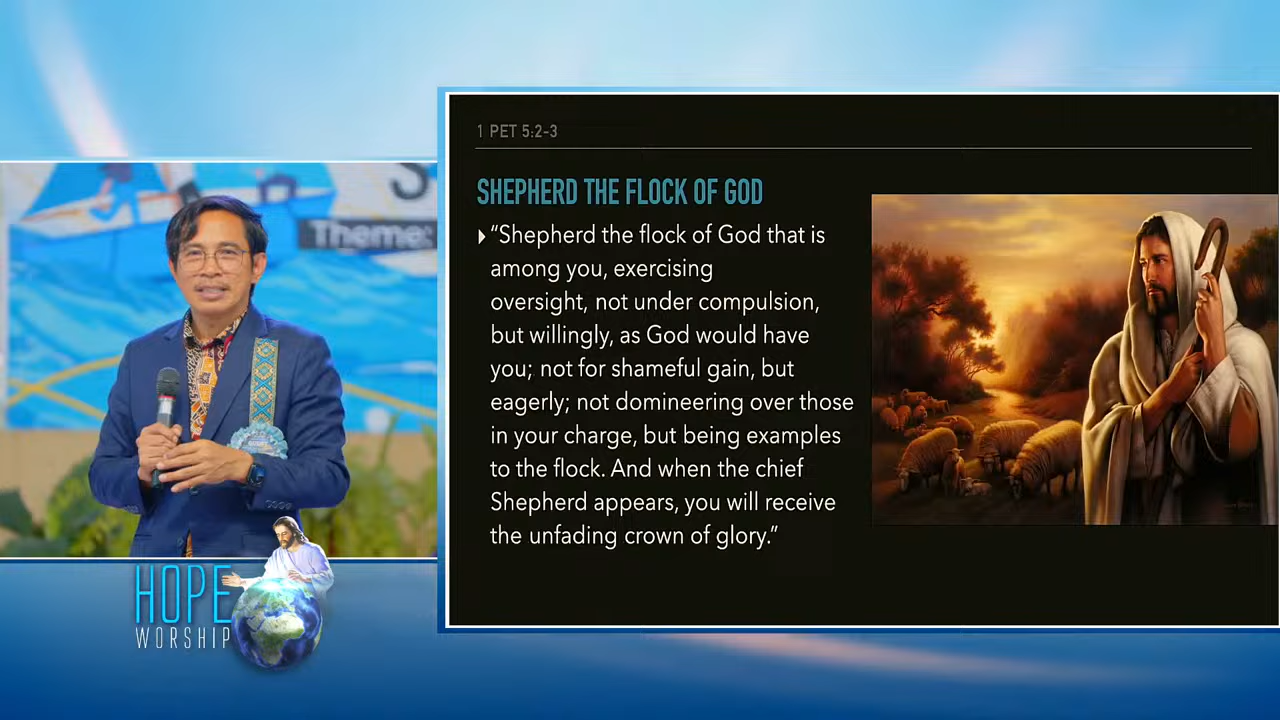 1 PET 5:2-3
SHEPHERD THE FLOCK OF GOD
“Shepherd the flock of God that is
among you, exercising
oversight, not under compulsion,
but willingly, as God would have
you; not for shameful gain, but
eagerly; not domineering over those
in your charge, but being examples
to the flock. And when the chief
Shepherd appears, you will receive
the unfading crown of glory.”
Theme:
HOPE
WORSHIP